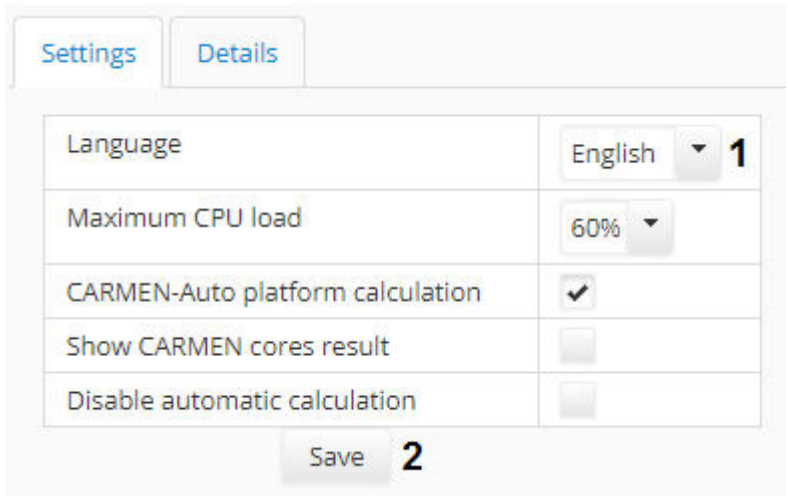 Settings Details
Language English 1
Maximum CPU load 60%
CARMEN-Auto platform calculation
Show CARMEN cores result
Disable automatic calculation
Save 2